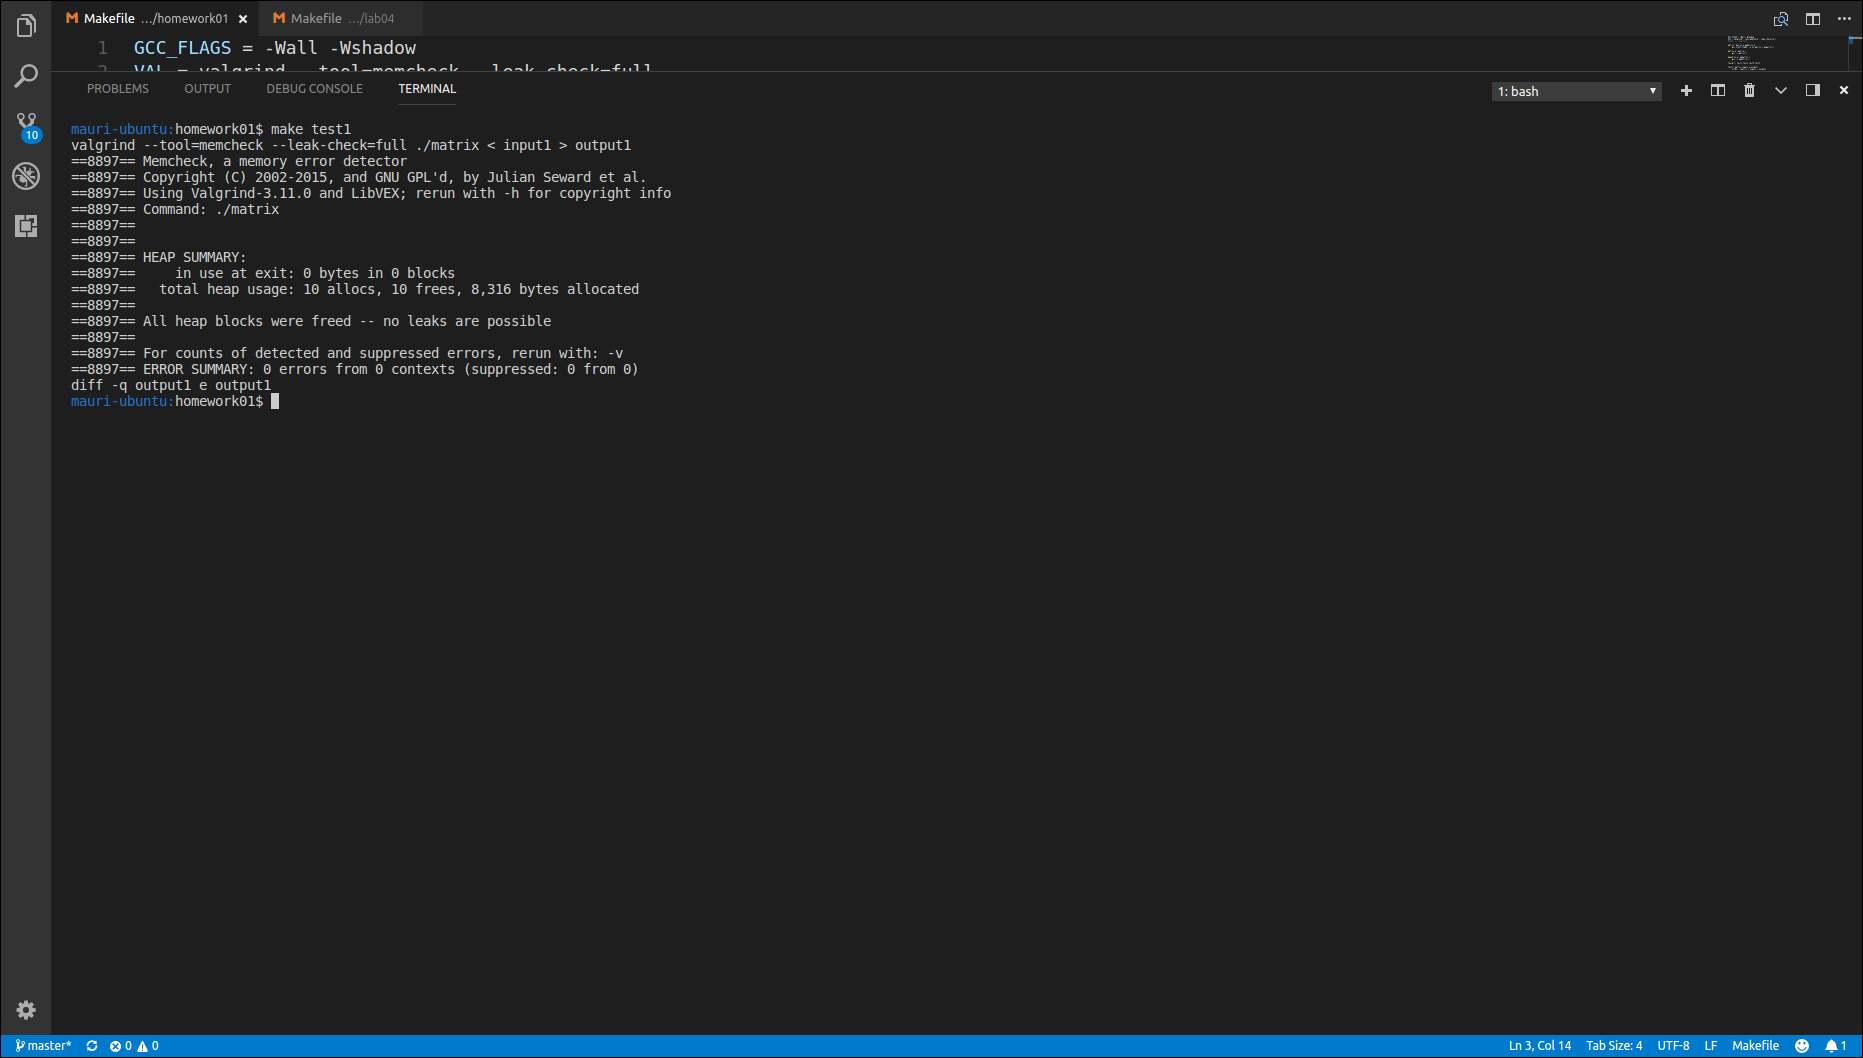 Makefile .../homework01 Makefile .../lab04
1 GCC_FLAGS = -Wall -Wshadow
2 VAL = valgrind --tool=memcheck --leak-check=full
PROBLEMS OUTPUT DEBUG CONSOLE TERMINAL 1: bash
mauri-ubuntu:homework01$ make test1
valgrind --tool=memcheck --leak-check=full ./matrix < input1 > output1
==8897== Memcheck, a memory error detector
==8897== Copyright (C) 2002-2015, and GNU GPL'd, by Julian Seward et al.
==8897== Using Valgrind-3.11.0 and LibVEX; rerun with -h for copyright info
==8897== Command: ./matrix
==8897==
==8897==
==8897== HEAP SUMMARY:
==8897==     in use at exit: 0 bytes in 0 blocks
==8897==   total heap usage: 10 allocs, 10 frees, 8,316 bytes allocated
==8897==
==8897== All heap blocks were freed -- no leaks are possible
==8897==
==8897== For counts of detected and suppressed errors, rerun with: -v
==8897== ERROR SUMMARY: 0 errors from 0 contexts (suppressed: 0 from 0)
diff -q output1 e output1
mauri-ubuntu:homework01$
10
master* 0 0 Ln 3, Col 14 Tab Size: 4 UTF-8 LF Makefile 1